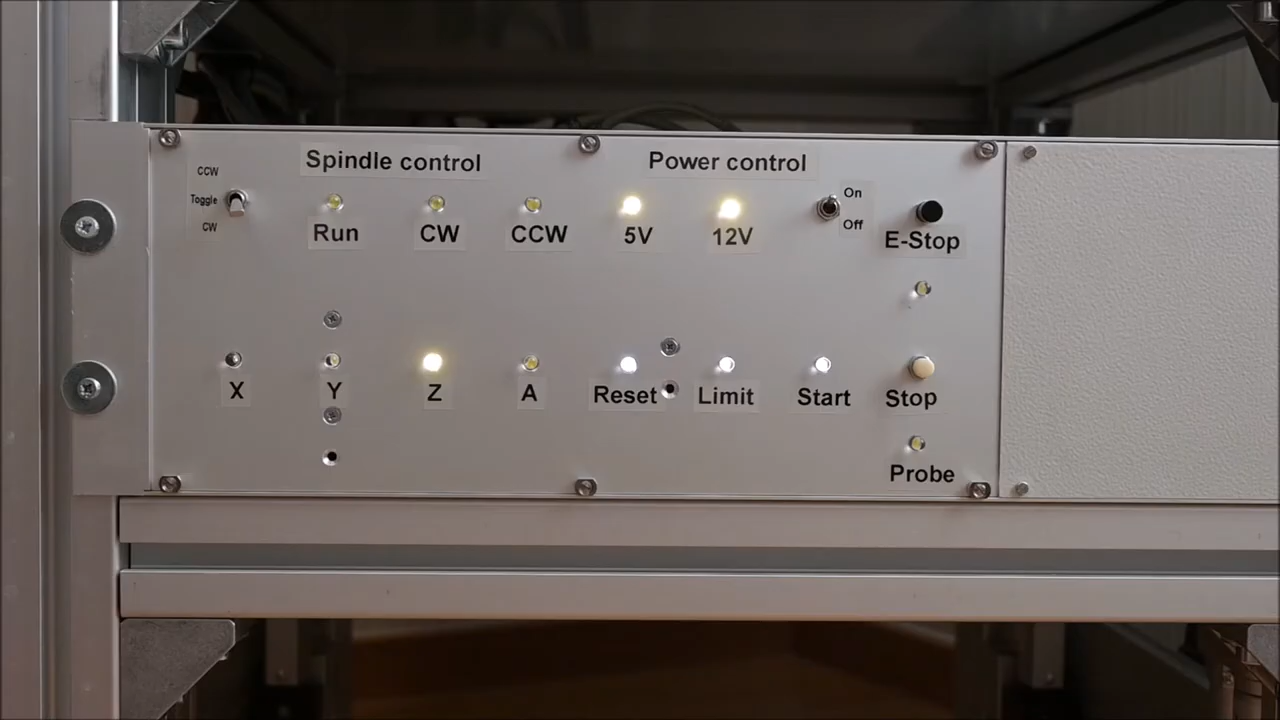 Spindle control
Power control
CCW
Toggle
CW
Run
CW
CCW
5V
12V
On
Off
E-Stop
X
Y
Z
A
Reset
Limit
Start
Stop
Probe